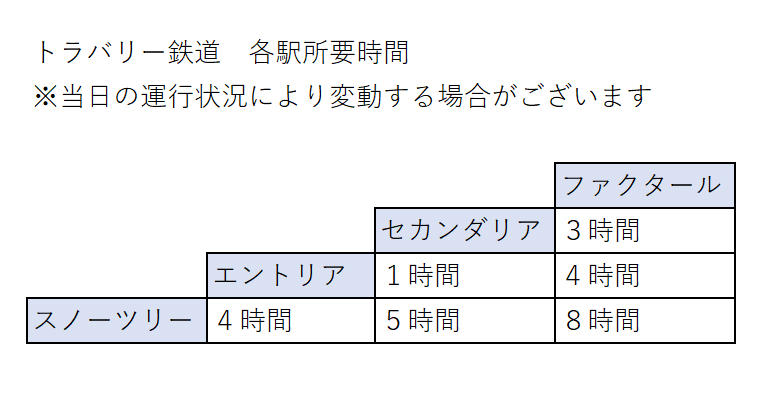 トラバリー鉄道　各駅所要時間
※当日の運行状況により変動する場合がございます
ファクタール
セカンダリア　３時間
エントリア　１時間　４時間
スノーツリー　４時間　５時間　８時間